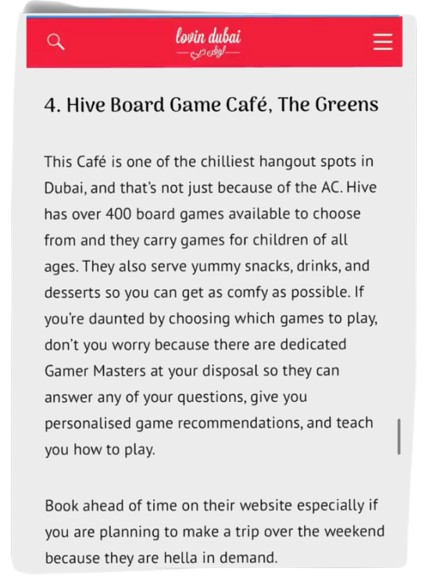 lovin dubai
4. Hive Board Game Café, The Greens
This Café is one of the chilliest hangout spots in
Dubai, and that's not just because of the AC. Hive
has over 400 board games available to choose
from and they carry games for children of all
ages. They also serve yummy snacks, drinks, and
desserts so you can get as comfy as possible. If
you're daunted by choosing which games to play,
don't you worry because there are dedicated
Gamer Masters at your disposal so they can
answer any of your questions, give you
personalised game recommendations, and teach
you how to play.
Book ahead of time on their website especially if
you are planning to make a trip over the weekend
because they are hella in demand.